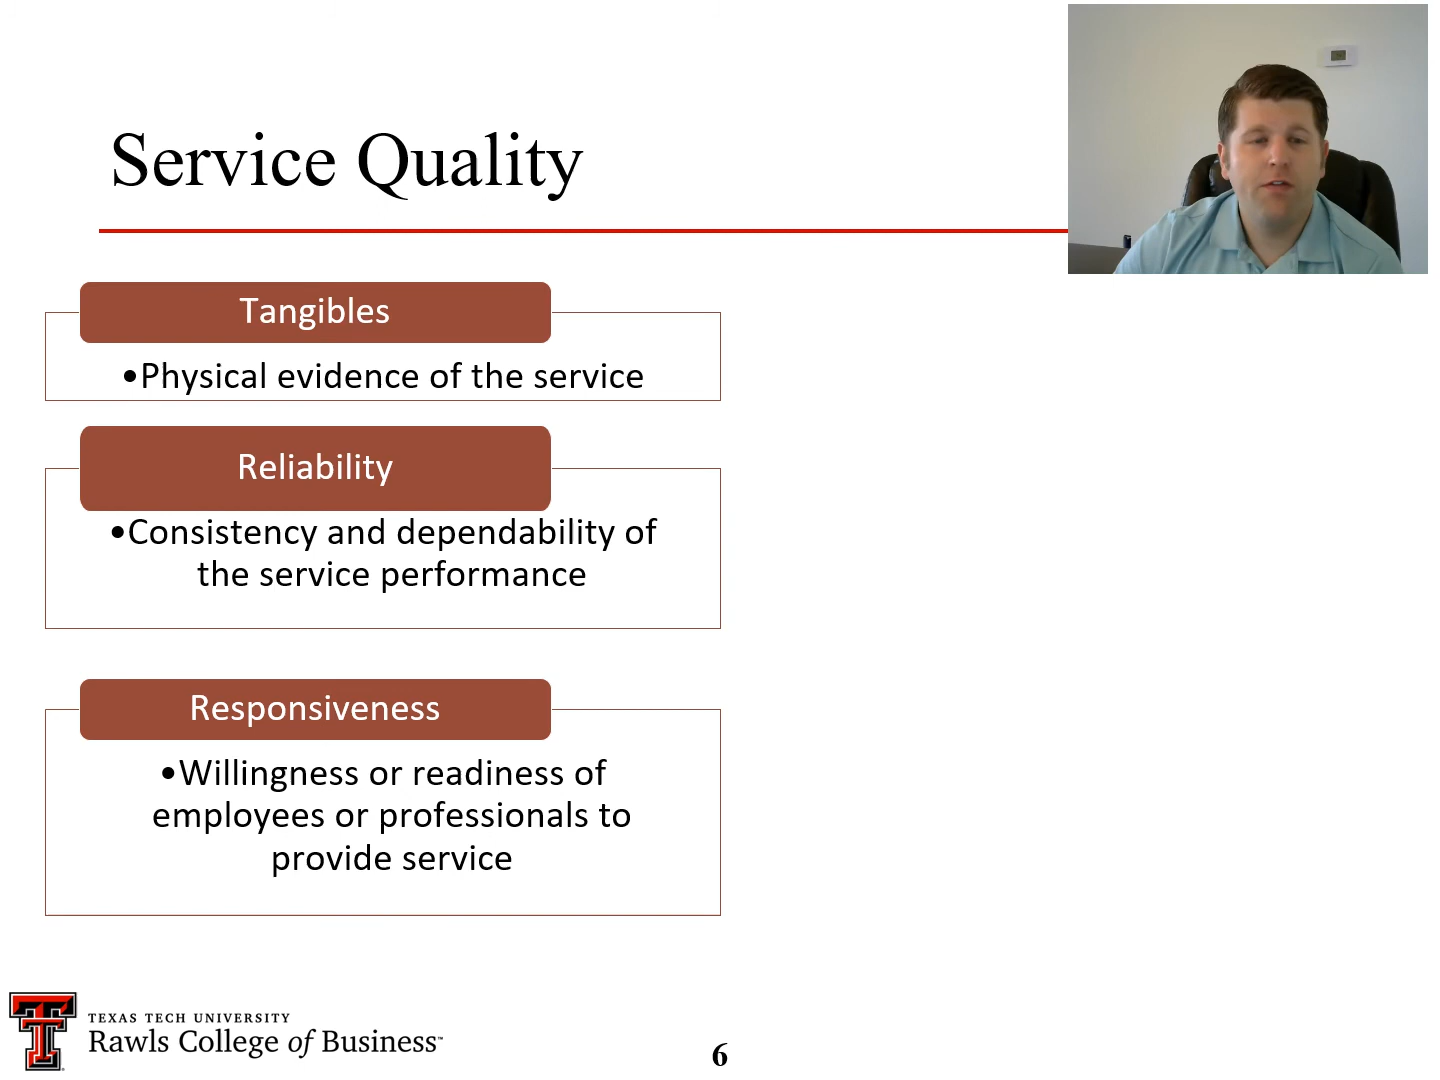 Service Quality
Tangibles
•Physical evidence of the service
Reliability
•Consistency and dependability of
the service performance
Responsiveness
•Willingness or readiness of
employees or professionals to
provide service
TEXAS TECH UNIVERSITY
Rawls College of Business™
6